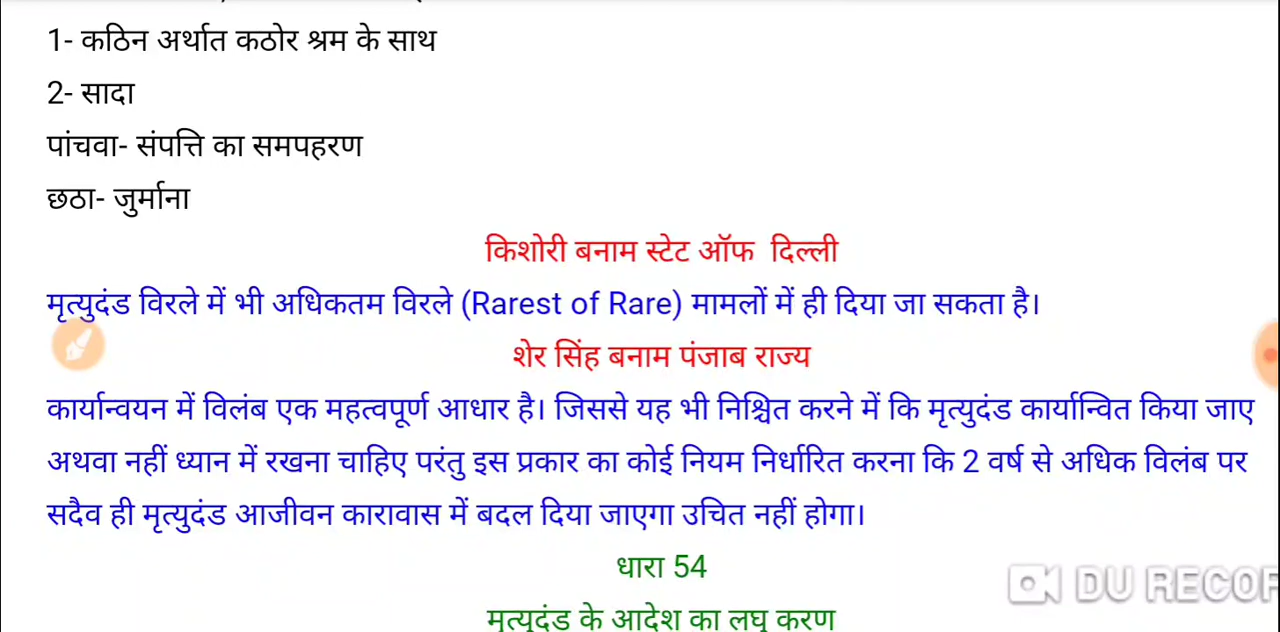 1- कठिन अर्थात कठोर श्रम के साथ
2- सादा
पांचवा- संपत्ति का समपहरण
छठा- जुर्माना
किशोरी बनाम स्टेट ऑफ दिल्ली
मृत्युदंड विरले में भी अधिकतम विरले (Rarest of Rare) मामलों में ही दिया जा सकता है।
शेर सिंह बनाम पंजाब राज्य
कार्यान्वयन में विलंब एक महत्वपूर्ण आधार है। जिससे यह भी निश्चित करने में कि मृत्युदंड कार्यान्वित किया जाए
अथवा नहीं ध्यान में रखना चाहिए परंतु इस प्रकार का कोई नियम निर्धारित करना कि 2 वर्ष से अधिक विलंब पर
सदैव ही मृत्युदंड आजीवन कारावास में बदल दिया जाएगा उचित नहीं होगा।
धारा 54
मृत्युदंड के आदेश का लघु करण
DU RECOR